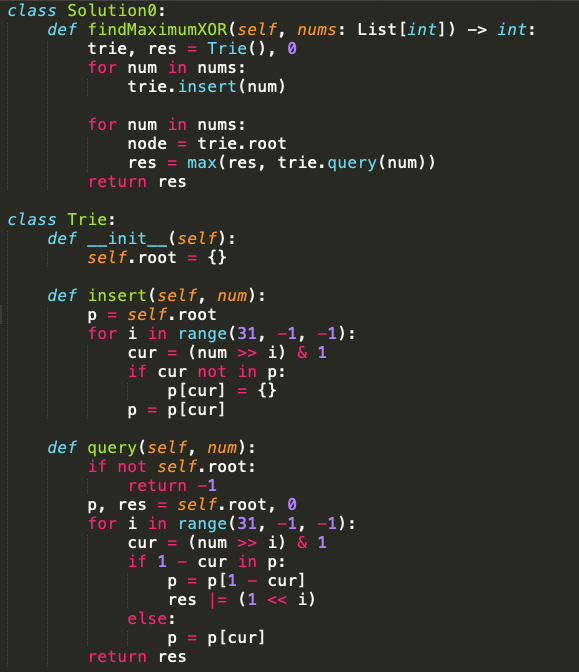 class Solution0:
    def findMaximumXOR(self, nums: List[int]) -> int:
        trie, res = Trie(), 0
        for num in nums:
            trie.insert(num)

        for num in nums:
            node = trie.root
            res = max(res, trie.query(num))
        return res

class Trie:
    def __init__(self):
        self.root = {}

    def insert(self, num):
        p = self.root
        for i in range(31, -1, -1):
            cur = (num >> i) & 1
            if cur not in p:
                p[cur] = {}
            p = p[cur]

    def query(self, num):
        if not self.root:
            return -1
        p, res = self.root, 0
        for i in range(31, -1, -1):
            cur = (num >> i) & 1
            if 1 - cur in p:
                p = p[1 - cur]
                res |= (1 << i)
            else:
                p = p[cur]
        return res